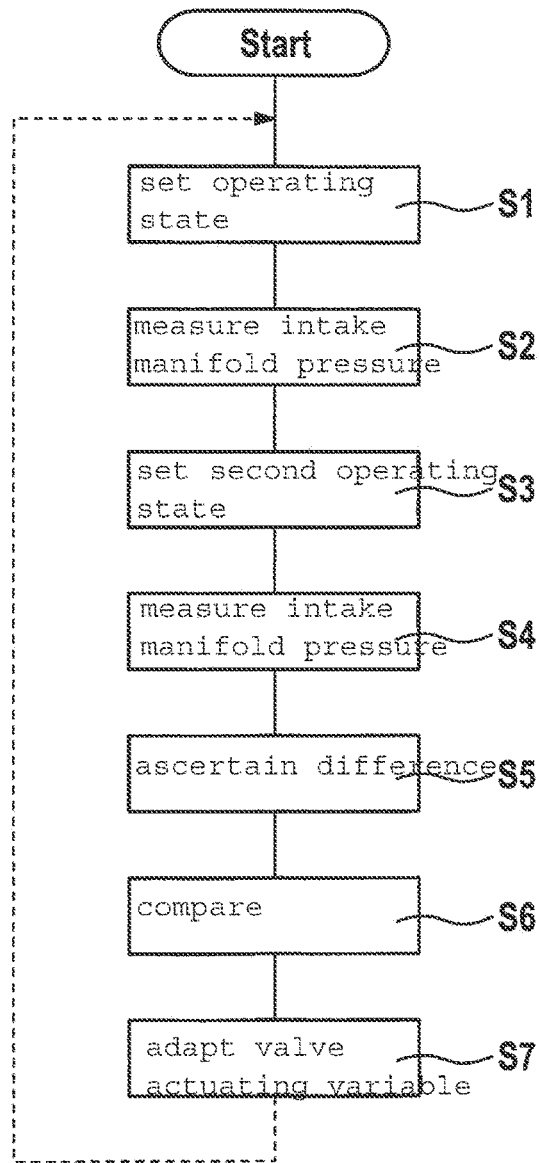 Start
set operating
state
S1
measure intake
manifold pressure
S2
set second operating
state
S3
measure intake
manifold pressure
S4
ascertain difference
S5
compare
S6
adapt valve
actuating variable
S7